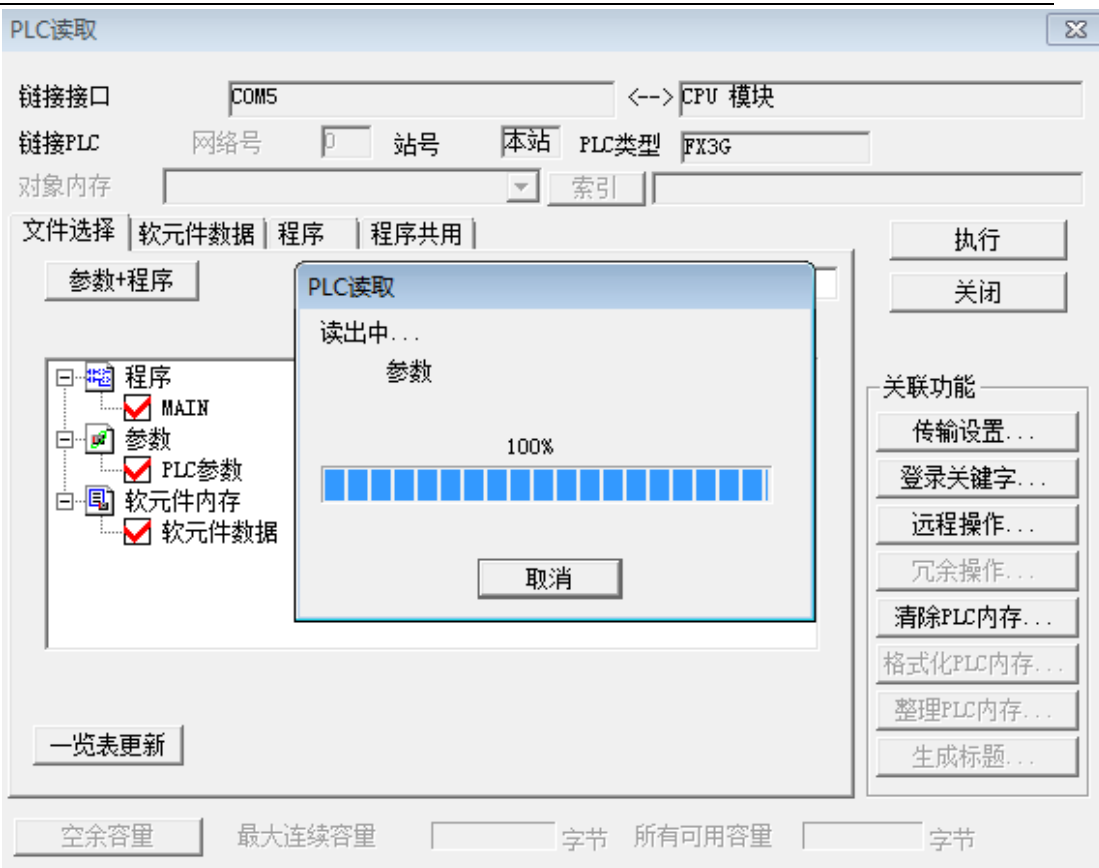 PLC读取
链接接口 COM5 <--> CPU 模块
链接PLC 网络号 0 站号 本站 PLC类型 FX3G
对象内存 索引
文件选择 软元件数据 程序 程序共用
执行
参数+程序
关闭
PLC读取
读出中...
参数
100%
取消
程序
MAIN
参数
PLC参数
软元件内存
软元件数据
关联功能
传输设置...
登录关键字...
远程操作...
冗余操作...
清除PLC内存...
格式化PLC内存...
整理PLC内存...
生成标题...
一览表更新
空余容量 最大连续容量 字节 所有可用容量 字节